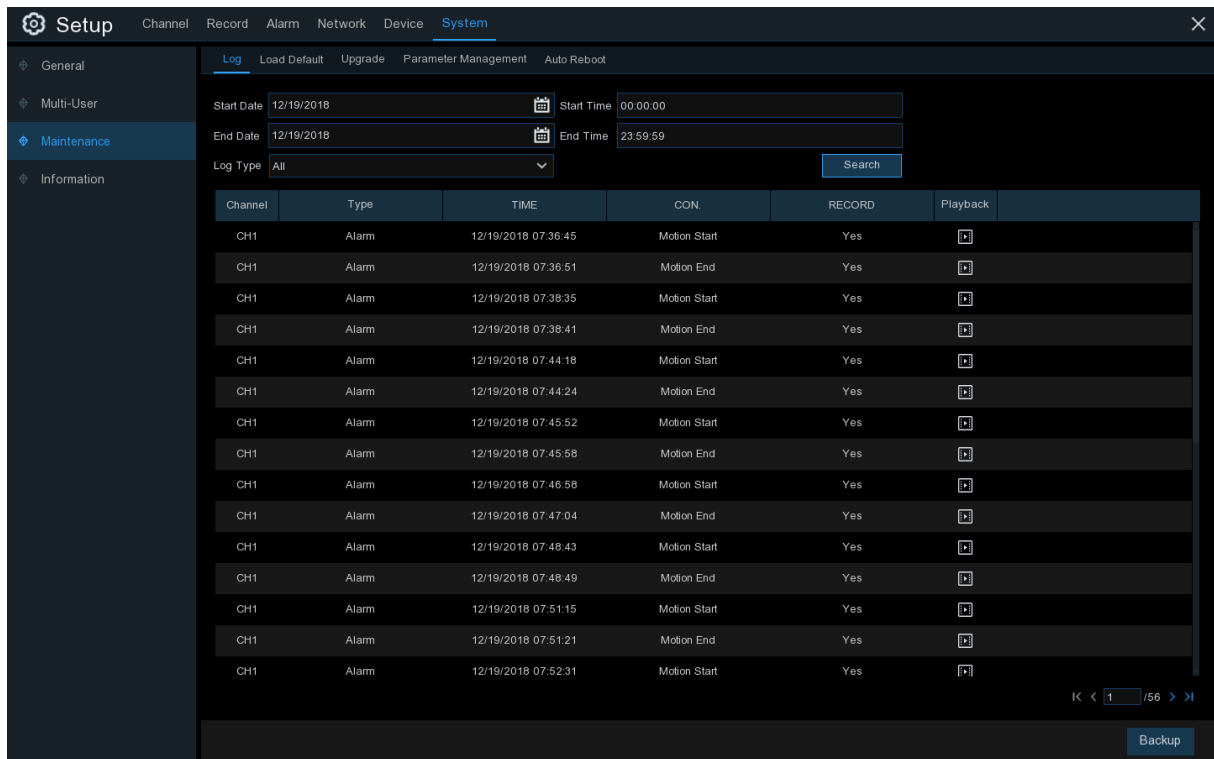 Setup Channel Record Alarm Network Device System
General
Multi-User
Maintenance
Information
Log Load Default Upgrade Parameter Management Auto Reboot
Start Date 12/19/2018 Start Time 00:00:00
End Date 12/19/2018 End Time 23:59:59
Log Type All Search
Channel Type TIME CON. RECORD Playback
CH1 Alarm 12/19/2018 07:36:45 Motion Start Yes
CH1 Alarm 12/19/2018 07:36:51 Motion End Yes
CH1 Alarm 12/19/2018 07:38:35 Motion Start Yes
CH1 Alarm 12/19/2018 07:38:41 Motion End Yes
CH1 Alarm 12/19/2018 07:44:18 Motion Start Yes
CH1 Alarm 12/19/2018 07:44:24 Motion End Yes
CH1 Alarm 12/19/2018 07:45:52 Motion Start Yes
CH1 Alarm 12/19/2018 07:45:58 Motion End Yes
CH1 Alarm 12/19/2018 07:46:58 Motion Start Yes
CH1 Alarm 12/19/2018 07:47:04 Motion End Yes
CH1 Alarm 12/19/2018 07:48:43 Motion Start Yes
CH1 Alarm 12/19/2018 07:48:49 Motion End Yes
CH1 Alarm 12/19/2018 07:51:15 Motion Start Yes
CH1 Alarm 12/19/2018 07:51:21 Motion End Yes
CH1 Alarm 12/19/2018 07:52:31 Motion Start Yes
1 /56
Backup